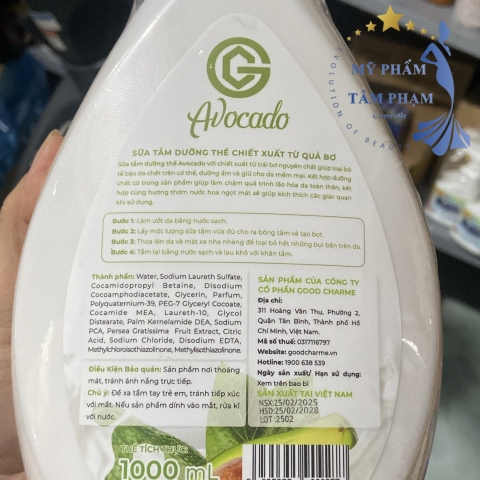 MỸ PHẨM
TÂM PHẠM
Cosmetic
EVOLUTION OF BEAUTY
Avocado
SỮA TẮM DƯỠNG THỂ CHIẾT XUẤT TỪ QUẢ BƠ
Sữa tắm dưỡng thể Avocado với chiết xuất từ trái bơ nguyên chất giúp loại bỏ
tế bào da chết trên cơ thể, dưỡng ẩm và giữ cho da mềm mại. Kết hợp dưỡng
chất có trong sản phẩm giúp làm chậm quá trình lão hóa da toàn thân, kết
hợp cùng hương thơm nước hoa ngọt mát sẽ giúp kích thích các giác quan
khi sử dụng.
Bước 1: Làm ướt da bằng nước sạch.
Bước 2: Lấy một lượng sữa tắm vừa đủ cho ra bông tắm và tạo bọt.
Bước 3: Thoa lên da và mát xa nhẹ nhàng để loại bỏ hết những bụi bẩn trên da.
Bước 4: Tắm lại bằng nước sạch và lau khô với khăn tắm.
Thành phần: Water, Sodium Laureth Sulfate,
Cocamidopropyl Betaine, Disodium
Cocoamphodiacetate, Glycerin, Parfum,
Polyquaternium-39, PEG-7 Glyceryl Cocoate,
Cocamide MEA, Laureth-10, Glycol
Distearate, Palm Kernelamide DEA, Sodium
PCA, Persea Gratissima Fruit Extract, Citric
Acid, Sodium Chloride, Disodium EDTA,
Methylchloroisothiazolinone, Methylisothiazolinone.
Điều Kiện Bảo quản: Sản phẩm nơi thoáng
mát, tránh ánh nắng trực tiếp.
Chú ý: Để xa tầm tay trẻ em, tránh tiếp xúc
với mắt. Nếu sản phẩm dính vào mắt, rửa kĩ
với nước.
THỂ TÍCH THỰC:
1000 mL
SẢN PHẨM CỦA CÔNG TY
CỔ PHẦN GOOD CHARME
Địa chỉ:
311 Hoàng Văn Thụ, Phường 2,
Quận Tân Bình, Thành phố Hồ
Chí Minh, Việt Nam.
Mã số thuế: 0317116797
Website: goodcharme.vn
Hotline: 1900 638 539
Ngày sản xuất/ Hạn sử dụng:
Xem trên bao bì
SẢN XUẤT TẠI VIỆT NAM
NSX:25/02/2025
HSD:25/02/2028
LOT:2502